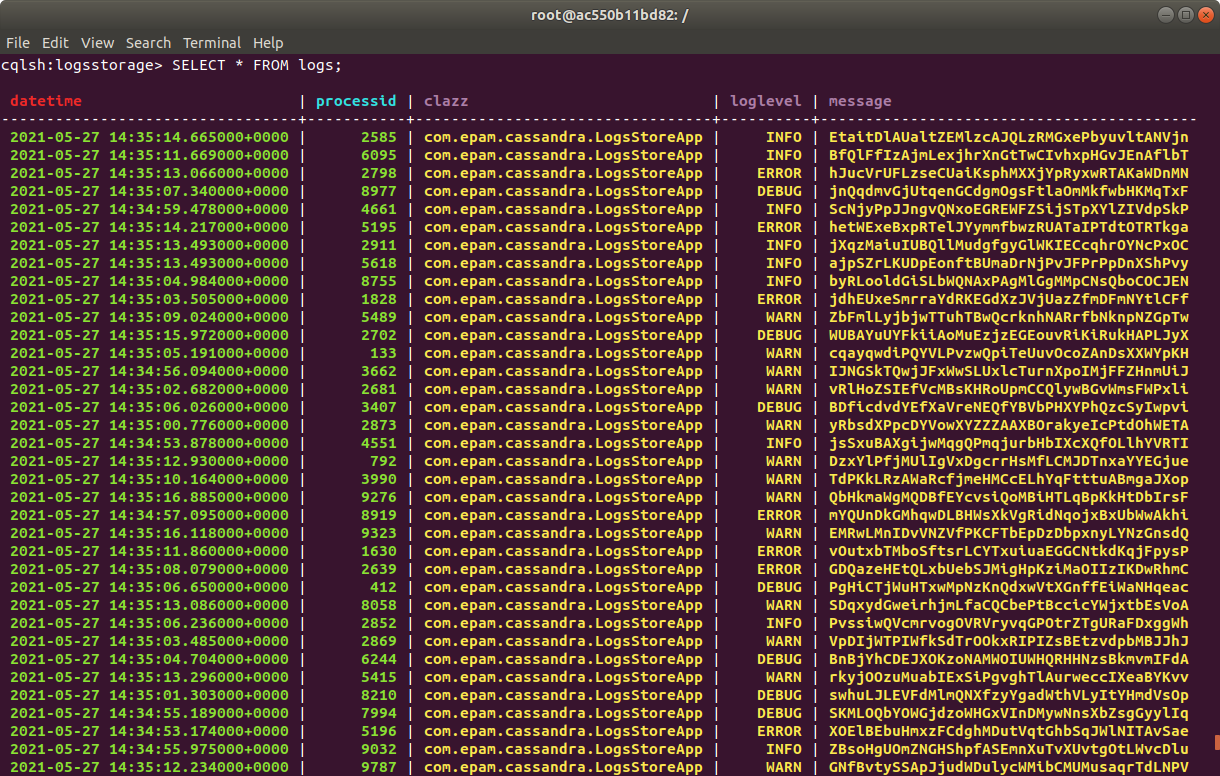 root@ac550b11bd82: /
File Edit View Search Terminal Help
cqlsh:logsstorage> SELECT * FROM logs;
datetime | processid | clazz | loglevel | message
---------------------------------+-----------+---------------------------------+----------+------------------------------------------
2021-05-27 14:35:14.665000+0000 | 2585 | com.epam.cassandra.LogsStoreApp | INFO | EtaitDlAUaltZEMlzcAJQLzRMGxePbyuvltANVjn
2021-05-27 14:35:11.669000+0000 | 6095 | com.epam.cassandra.LogsStoreApp | INFO | BfQlFfIzAjmLexjhrXnGtTwCIvhxpHGvJEnAflbT
2021-05-27 14:35:13.066000+0000 | 2798 | com.epam.cassandra.LogsStoreApp | ERROR | hJucVrUFLzseCUaiKsphMXXjYpRyxwRTAKaWDnMN
2021-05-27 14:35:07.340000+0000 | 8977 | com.epam.cassandra.LogsStoreApp | DEBUG | jnQqdmvGjUtqenGCdgmOgsFtlaOmMkfwbHKMqTxF
2021-05-27 14:34:59.478000+0000 | 4661 | com.epam.cassandra.LogsStoreApp | INFO | ScNjyPpJJngvQNxoEGREWFZSijSTpXYlZIVdpSkP
2021-05-27 14:35:14.217000+0000 | 5195 | com.epam.cassandra.LogsStoreApp | ERROR | hetWExeBxpRTelJYymmfbwzRUATaIPTdtOTRTkga
2021-05-27 14:35:13.493000+0000 | 2911 | com.epam.cassandra.LogsStoreApp | INFO | jXqzMaiuIUBQllMudgfgyGlWKIECcqhrOYNcPxOC
2021-05-27 14:35:13.493000+0000 | 5618 | com.epam.cassandra.LogsStoreApp | INFO | ajpSZrLKUDpEonftBUmaDrNjPvJFPrPpDnXShPvy
2021-05-27 14:35:04.984000+0000 | 8755 | com.epam.cassandra.LogsStoreApp | INFO | byRLooldGiSLbWQNAxPAgMlGgMMpCNsQboCOCJEN
2021-05-27 14:35:03.505000+0000 | 1828 | com.epam.cassandra.LogsStoreApp | ERROR | jdhEUxeSmrraYdRKEGdXzJVjUazZfmDFmNYtlCFf
2021-05-27 14:35:09.024000+0000 | 5489 | com.epam.cassandra.LogsStoreApp | WARN | ZbFmlLyjbjwTTuhTBwQcrknhNARrfbNknpNZGpTw
2021-05-27 14:35:15.972000+0000 | 2702 | com.epam.cassandra.LogsStoreApp | DEBUG | WUBAYuUYFkiiAoMuEzjzEGEouvRiKiRukHAPLJyX
2021-05-27 14:35:05.191000+0000 | 133 | com.epam.cassandra.LogsStoreApp | WARN | cqayqwdiPQYVLPvzwQpiTeUuvOcoZAnDsXXWYpKH
2021-05-27 14:34:56.094000+0000 | 3662 | com.epam.cassandra.LogsStoreApp | WARN | IJNGSkTQwjJFxWwSLUxlcTurnXpoIMjFFZHnmUiJ
2021-05-27 14:35:02.682000+0000 | 2681 | com.epam.cassandra.LogsStoreApp | WARN | vRlHoZSIEfVcMBsKHRoUpmCCQlywBGvWmsFWPxli
2021-05-27 14:35:06.026000+0000 | 3407 | com.epam.cassandra.LogsStoreApp | DEBUG | BDficdvdYEfXaVreNEQfYBVbPHXYPhQzcSyIwpvi
2021-05-27 14:35:00.776000+0000 | 2873 | com.epam.cassandra.LogsStoreApp | WARN | yRbsdXPpcDYVowXYZZZAAXBOrakyeIcPtdOhWETA
2021-05-27 14:34:53.878000+0000 | 4551 | com.epam.cassandra.LogsStoreApp | INFO | jsSxuBAXgijwMqgQPmqjurbHbIXcXQfOLlhYVRTI
2021-05-27 14:35:12.930000+0000 | 792 | com.epam.cassandra.LogsStoreApp | WARN | DzxYlPfjMUlIgVxDgcrrHsMfLCMJDTnxaYYEGjue
2021-05-27 14:35:10.164000+0000 | 3990 | com.epam.cassandra.LogsStoreApp | WARN | TdPKkLRzAWaRcfjmeHMCcELhYqFtttuABmgaJXop
2021-05-27 14:35:16.885000+0000 | 9276 | com.epam.cassandra.LogsStoreApp | WARN | QbHkmaWgMQDBfEYcvsiQoMBiHTLqBpKkHtDbIrsF
2021-05-27 14:34:57.095000+0000 | 8919 | com.epam.cassandra.LogsStoreApp | ERROR | mYQUnDkGMhqwDLBHWsXkVgRidNqojxBxUbWwAkhi
2021-05-27 14:35:16.118000+0000 | 9323 | com.epam.cassandra.LogsStoreApp | WARN | EMRwLMnIDvVNZVfPKCFTbEpDzDbpxnyLYNzGnsdQ
2021-05-27 14:35:11.860000+0000 | 1630 | com.epam.cassandra.LogsStoreApp | ERROR | vOutxbTMboSftsrLCYTxuiuaEGGCNtkdKqjFpysP
2021-05-27 14:35:08.079000+0000 | 2639 | com.epam.cassandra.LogsStoreApp | ERROR | GDQazeHEtQLxbUebSJMigHpKziMaOIIzIKDwRhmC
2021-05-27 14:35:06.650000+0000 | 412 | com.epam.cassandra.LogsStoreApp | DEBUG | PgHiCTjWuHTxwMpNzKnQdxwVtXGnffEiWaNHqeac
2021-05-27 14:35:13.086000+0000 | 8058 | com.epam.cassandra.LogsStoreApp | WARN | SDqxydGweirhjmLfaCQCbePtBccicYWjxtbEsVoA
2021-05-27 14:35:06.236000+0000 | 2852 | com.epam.cassandra.LogsStoreApp | INFO | PvssiwQVcmrvogOVRVryvqGPOtrZTgURaFDxggWh
2021-05-27 14:35:03.485000+0000 | 2869 | com.epam.cassandra.LogsStoreApp | WARN | VpDIjWTPIWfkSdTrOOkxRIPIZsBEtzvdpbMBJJhJ
2021-05-27 14:35:04.704000+0000 | 6244 | com.epam.cassandra.LogsStoreApp | DEBUG | BnBjYhCDEJXOKzoNAMWOIUWHQRHHNzsBkmvmIFdA
2021-05-27 14:35:13.296000+0000 | 5415 | com.epam.cassandra.LogsStoreApp | WARN | rkyjOOzuMuabIExSiPgvghTlAurweccIXeaBYKvv
2021-05-27 14:35:01.303000+0000 | 8210 | com.epam.cassandra.LogsStoreApp | DEBUG | swhuLJLEVFdMlmQNXfzyYgadWthVLyItYHmdVsOp
2021-05-27 14:34:55.189000+0000 | 7994 | com.epam.cassandra.LogsStoreApp | DEBUG | SKMLOQbYOWGjdzoWHGxVInDMywNnsXbZsgGyylIq
2021-05-27 14:34:53.174000+0000 | 5196 | com.epam.cassandra.LogsStoreApp | ERROR | XOElBEbuHmxzFCdghMDutVqtGhbSqJWlNITAvSae
2021-05-27 14:34:55.975000+0000 | 9032 | com.epam.cassandra.LogsStoreApp | INFO | ZBsoHgUOmZNGHShpfASEmnXuTvXUvtgOtLWvcDlu
2021-05-27 14:35:12.234000+0000 | 9787 | com.epam.cassandra.LogsStoreApp | WARN | GNfBvtySSApJjudWDulycWMibCMUMusaqrTdLNPV